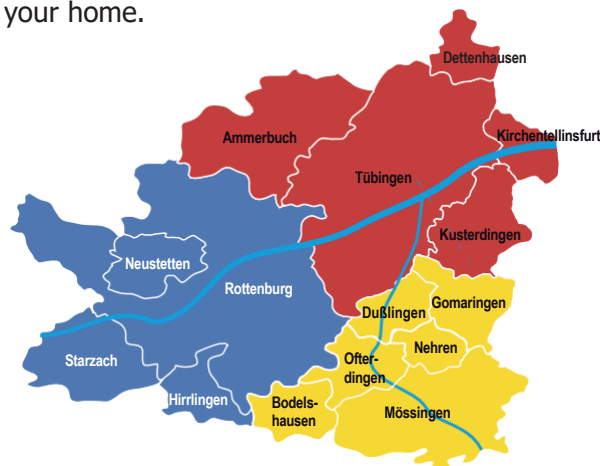 your home.
Dettenhausen
Kirchentellinsfurt
Ammerbuch
Tübingen
Kusterdingen
Neustetten
Rottenburg
Gomaringen
Dußlingen
Nehren
Starzach
Ofter-
dingen
Hirrlingen
Bodels-
hausen
Mössingen